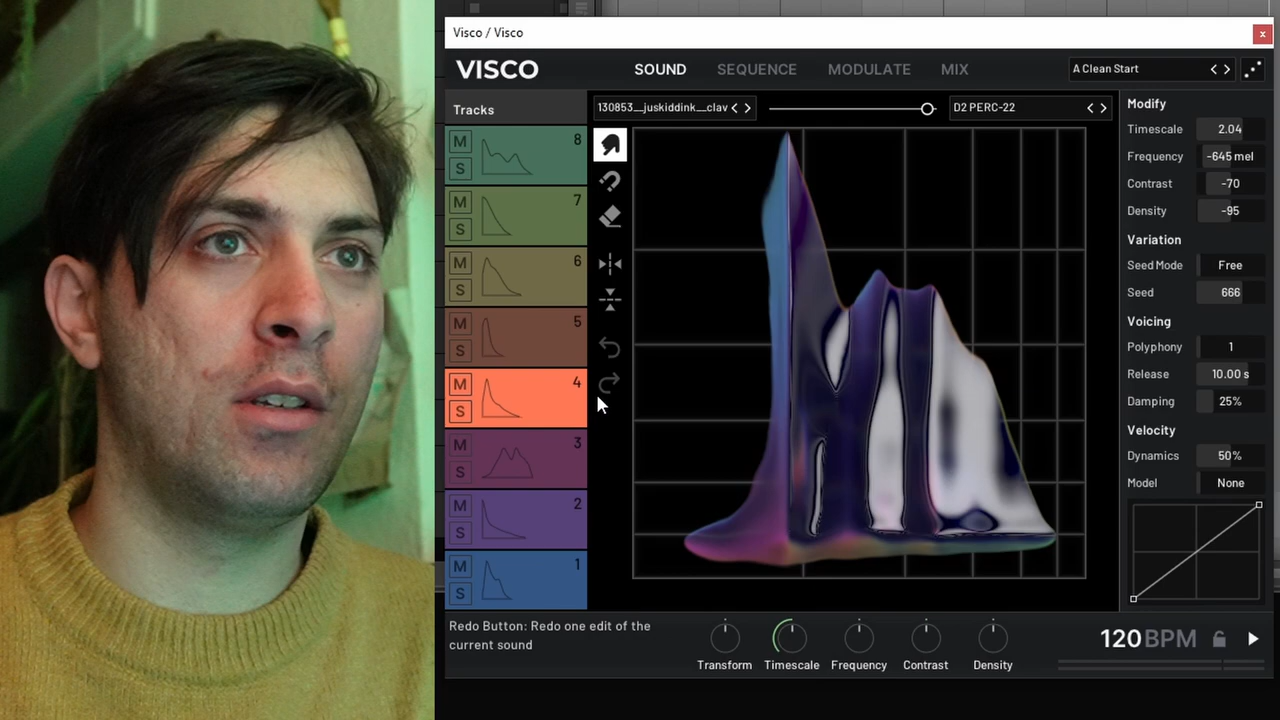 Visco / Visco
x
VISCO
SOUND
SEQUENCE
MODULATE
MIX
A Clean Start
Tracks
130853__juskiddink__clav
D2 PERC-22
M
S
8
M
S
7
M
S
6
M
S
5
M
S
4
M
S
3
M
S
2
M
S
1
Modify
Timescale 2.04
Frequency -645 mel
Contrast -70
Density -95
Variation
Seed Mode Free
Seed 666
Voicing
Polyphony 1
Release 10.00 s
Damping 25%
Velocity
Dynamics 50%
Model None
Redo Button: Redo one edit of the
current sound
Transform
Timescale
Frequency
Contrast
Density
120 BPM